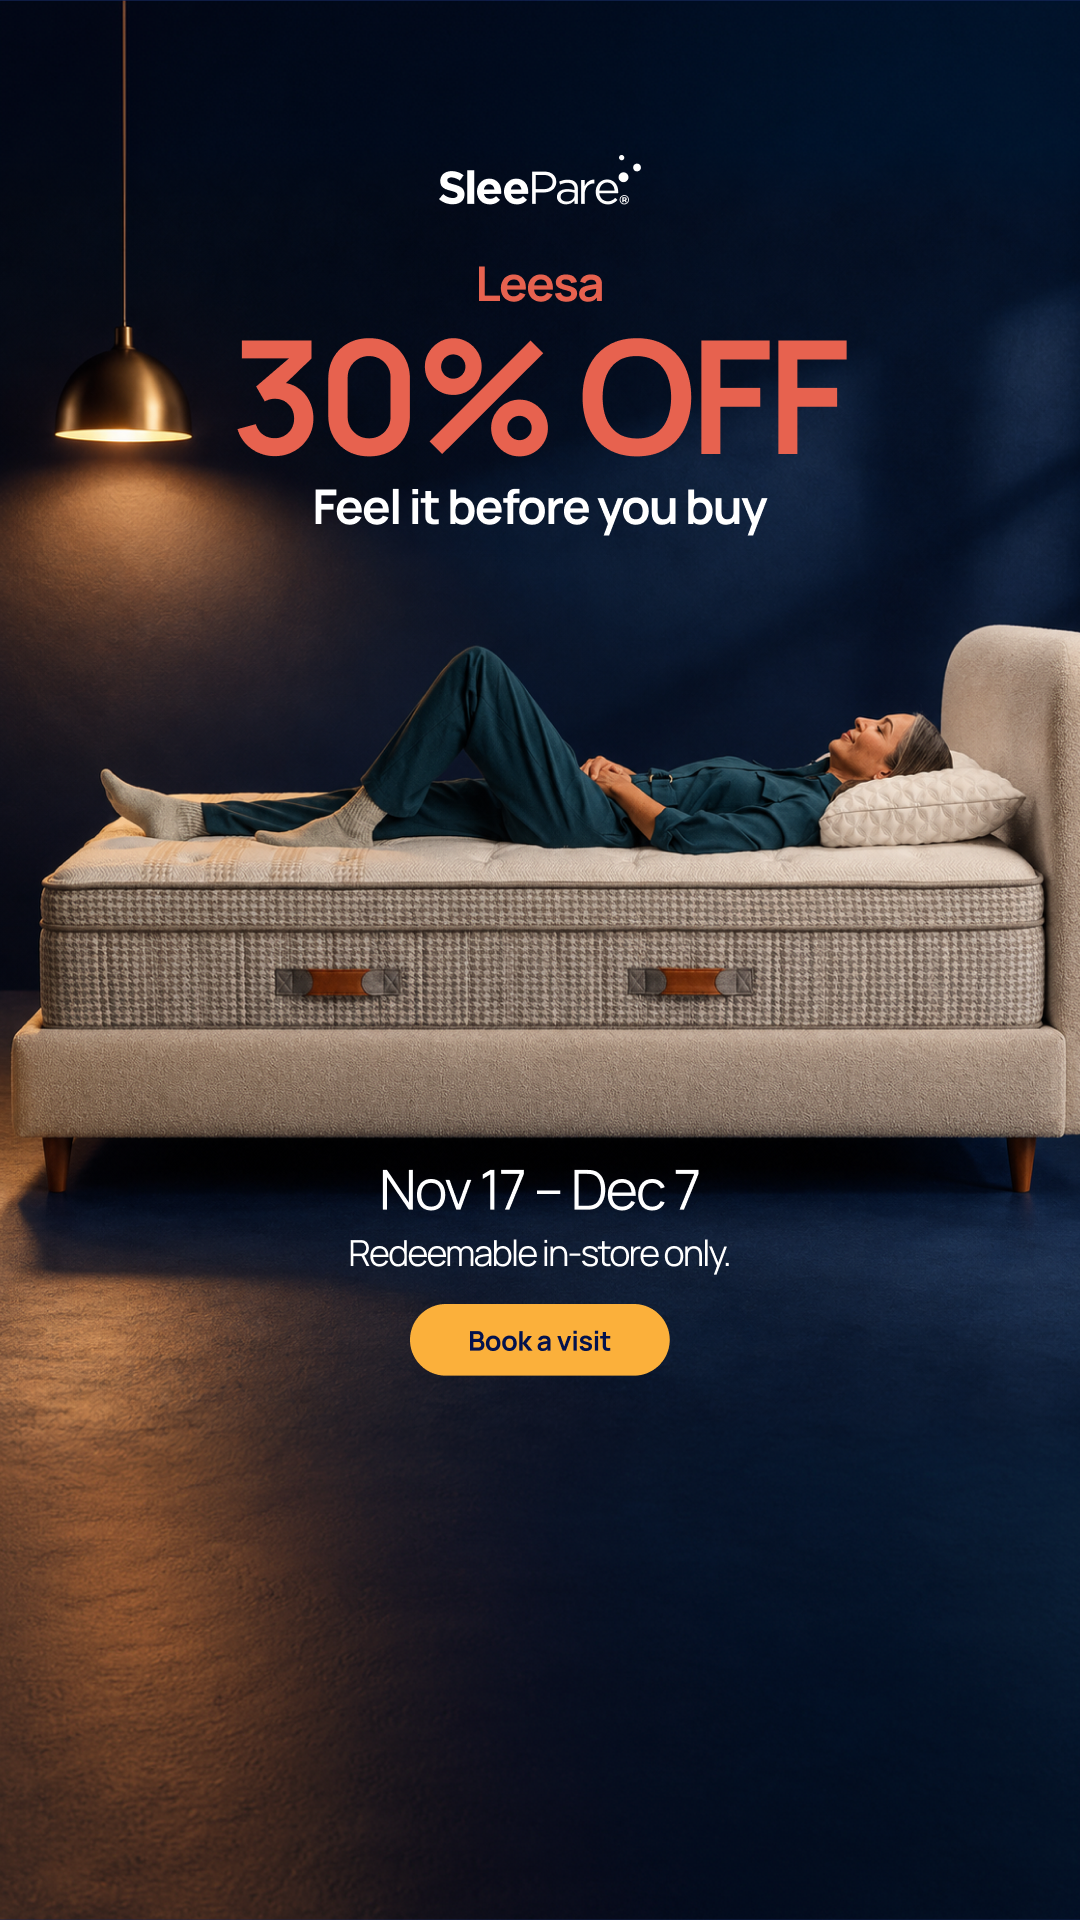 SleePare®
Leesa
30% OFF
Feel it before you buy
Nov 17 – Dec 7
Redeemable in-store only.
Book a visit